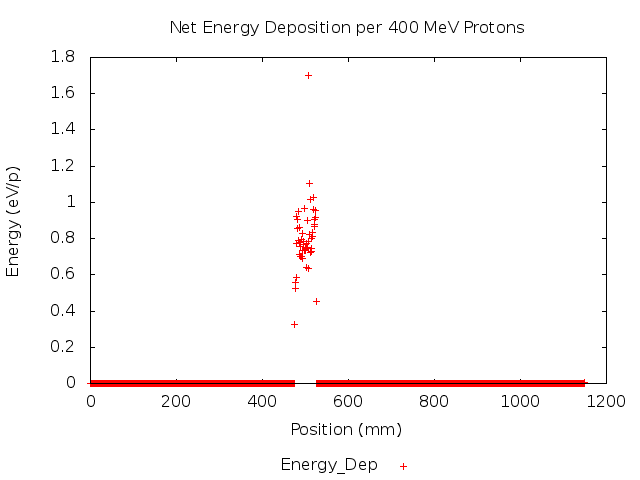 Net Energy Deposition per 400 MeV Protons
1.8
1.6
1.4
1.2
1
0.8
0.6
0.4
0.2
0
Energy (eV/p)
0 200 400 600 800 1000 1200
Position (mm)
Energy_Dep